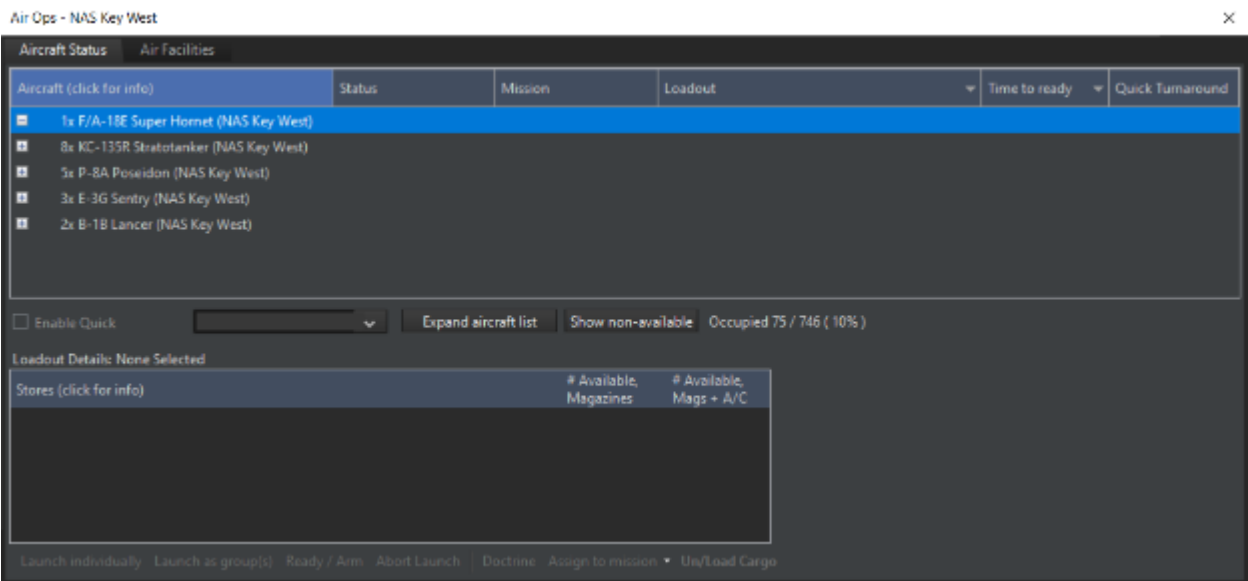 Air Ops - NAS Key West
Aircraft Status Air Facilities
Aircraft (click for info) Status Mission Loadout Time to ready Quick Turnaround
1x F/A-18E Super Hornet (NAS Key West)
8x KC-135R Stratotanker (NAS Key West)
5x P-8A Poseidon (NAS Key West)
3x E-3G Sentry (NAS Key West)
2x B-1B Lancer (NAS Key West)
Enable Quick Expand aircraft list Show non-available Occupied 75 / 746 ( 10% )
Loadout Details: None Selected
Stores (click for info) # Available, Magazines # Available, Mags + A/C
Launch individually Launch as group(s) Ready / Arm Abort Launch Doctrine Assign to mission Un/Load Cargo